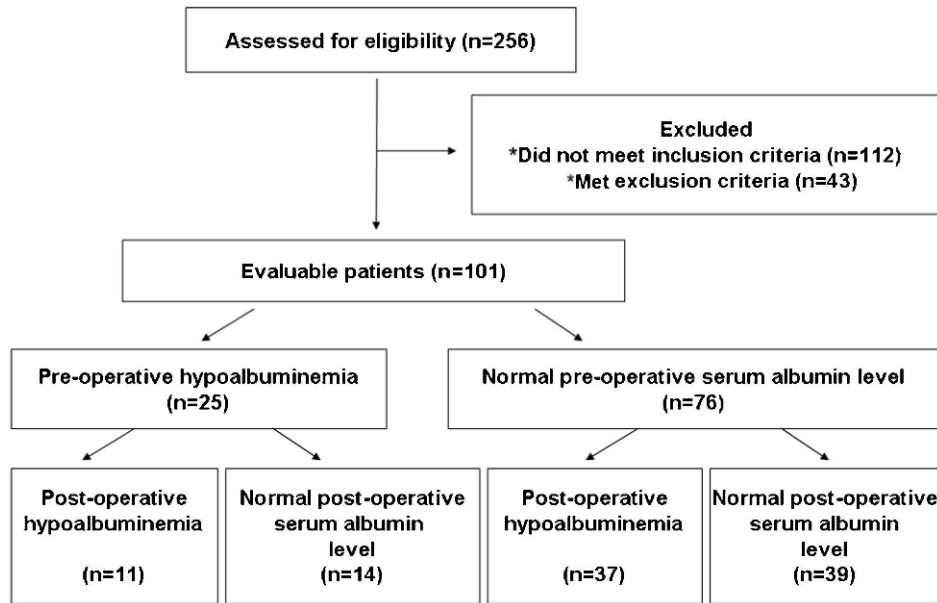 Assessed for eligibility (n=256)
Excluded
*Did not meet inclusion criteria (n=112)
*Met exclusion criteria (n=43)
Evaluable patients (n=101)
Pre-operative hypoalbuminemia
(n=25)
Normal pre-operative serum albumin level
(n=76)
Post-operative
hypoalbuminemia
(n=11)
Normal post-operative
serum albumin
level
(n=14)
Post-operative
hypoalbuminemia
(n=37)
Normal post-operative
serum albumin
level
(n=39)